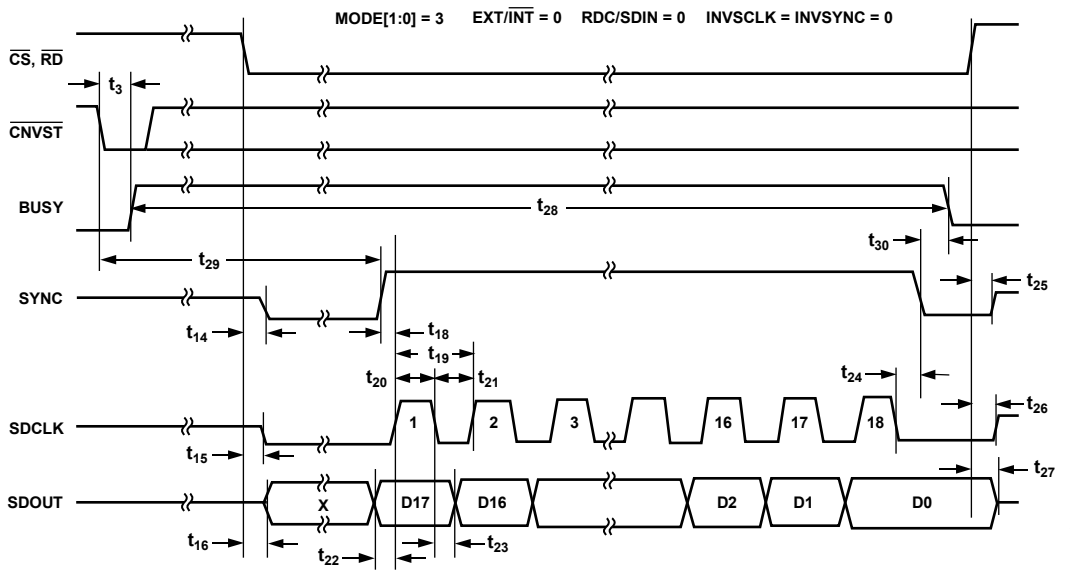 MODE[1:0] = 3 EXT/INT = 0 RDC/SDIN = 0 INVSCLK = INVSYNC = 0
CS, RD
t3
CNVST
BUSY
t28
t30
t29
SYNC
t25
t14
t18
t19
t20
t21
t24
t26
SDCLK
1 2 3 16 17 18
t15
t27
SDOUT
X D17 D16 D2 D1 D0
t16
t22
t23